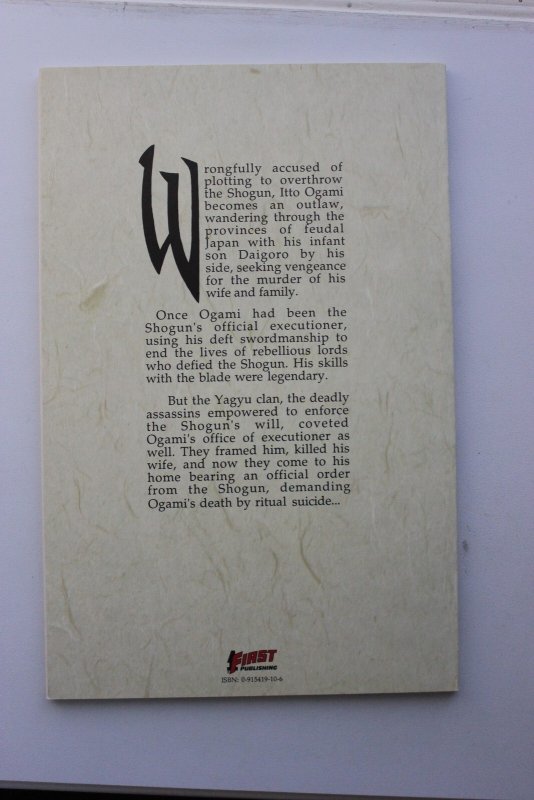 Wrongfully accused of
plotting to overthrow
the Shogun, Itto Ogami
becomes an outlaw,
wandering through the
provinces of feudal
Japan with his infant
son Daigoro by his
side, seeking vengeance
for the murder of his
wife and family.
Once Ogami had been the
Shogun's official executioner,
using his deft swordmanship to
end the lives of rebellious lords
who defied the Shogun. His skills
with the blade were legendary.
But the Yagyu clan, the deadly
assassins empowered to enforce
the Shogun's will, coveted
Ogami's office of executioner as
well. They framed him, killed his
wife, and now they come to his
home bearing an official order
from the Shogun, demanding
Ogami's death by ritual suicide...
FIRST
PUBLISHING
ISBN: 0-915419-10-6